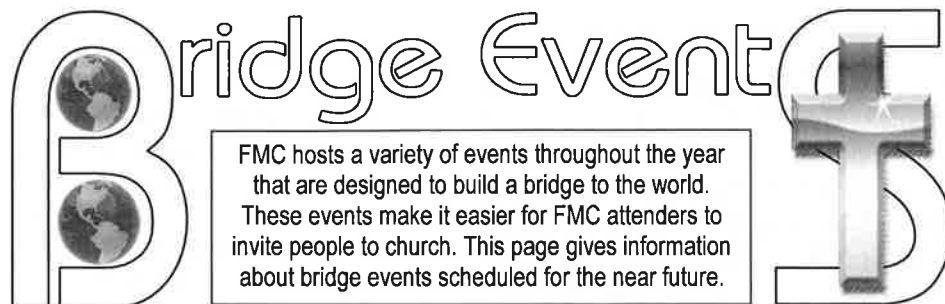 Bridge Events
FMC hosts a variety of events throughout the year
that are designed to build a bridge to the world.
These events make it easier for FMC attenders to
invite people to church. This page gives information
about bridge events scheduled for the near future.